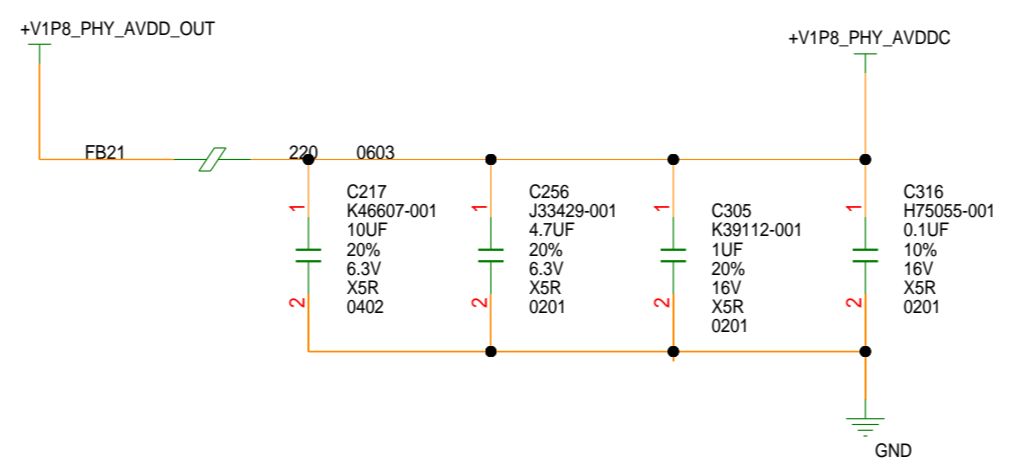 +V1P8_PHY_AVDD_OUT
+V1P8_PHY_AVDDC
FB21
220
0603
1
C217
K46607-001
10UF
20%
6.3V
X5R
0402
2
1
C256
J33429-001
4.7UF
20%
6.3V
X5R
0201
2
1
C305
K39112-001
1UF
20%
16V
X5R
0201
2
1
C316
H75055-001
0.1UF
10%
16V
X5R
0201
2
GND